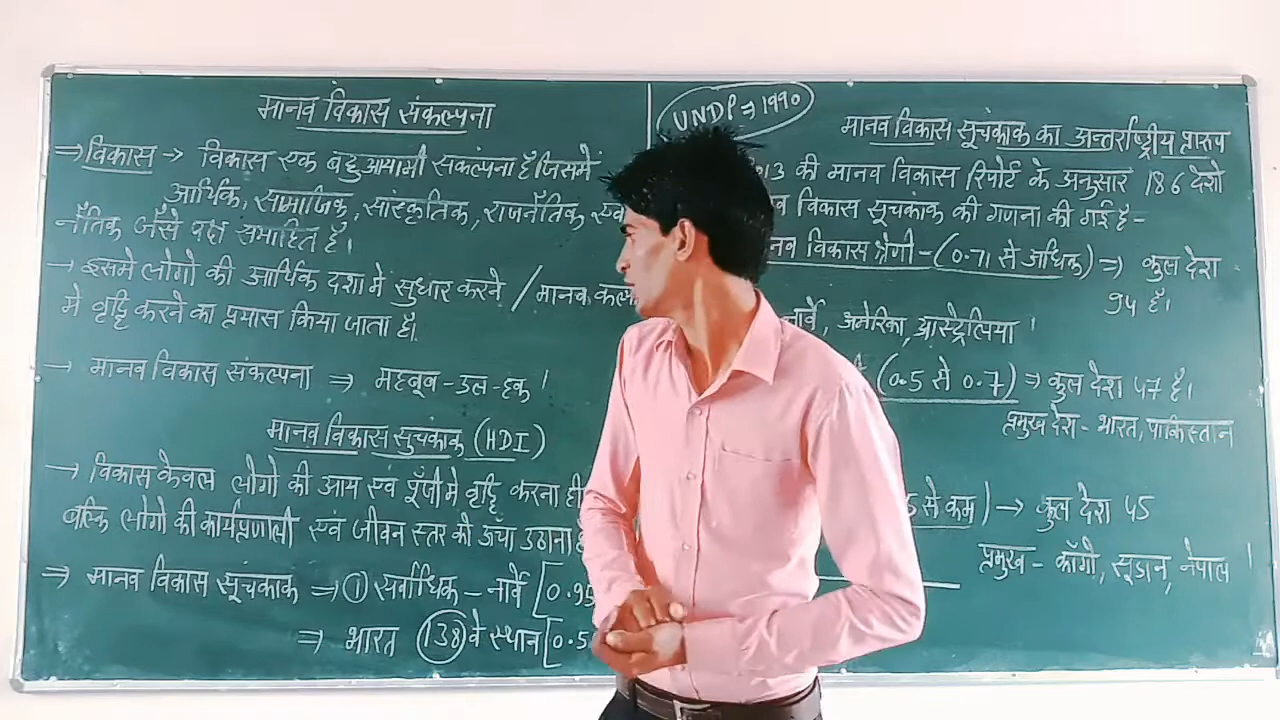 मानव विकास संकल्पना
⇒ विकास → विकास एक बहुआयामी संकल्पना है जिसमें
आर्थिक, सामाजिक, सांस्कृतिक, राजनैतिक एवं
नैतिक जैसे पक्ष समाहित है।
→ इसमे लोगो की आर्थिक दशा मे सुधार करने / मानव
मे वृद्धि करने का प्रयास किया जाता है।
→ मानव विकास संकल्पना ⇒ महबूब-उल-हक।
मानव विकास सुचकाक (HDI)
→ विकास केवल लोगो की आय एवं पूँजी मे वृद्धि करना ही
बल्कि लोगो की कार्यप्रणाली एवं जीवन स्तर को ऊँचा उठाना
⇒ मानव विकास सूचकाक ⇒ ① सर्वाधिक - नार्वे [0.95
⇒ भारत (138) वे स्थान [0.5
UNDP ⇒ 1990
मानव विकास सूचकाक का अन्तर्राष्ट्रीय प्रारूप
13 की मानव विकास रिपोर्ट के अनुसार 186 देशो
विकास सूचकाक की गणना की गई है -
विकास श्रेणी - (0.71 से अधिक) ⇒ कुल देश
94 है।
नार्वे, अमेरिका, आस्ट्रेलिया।
(0.5 से 0.7) ⇒ कुल देश 47 है।
प्रमुख देश - भारत, पाकिस्तान
5 से कम) → कुल देश 45
प्रमुख - कॉंगो, सूडान, नेपाल।